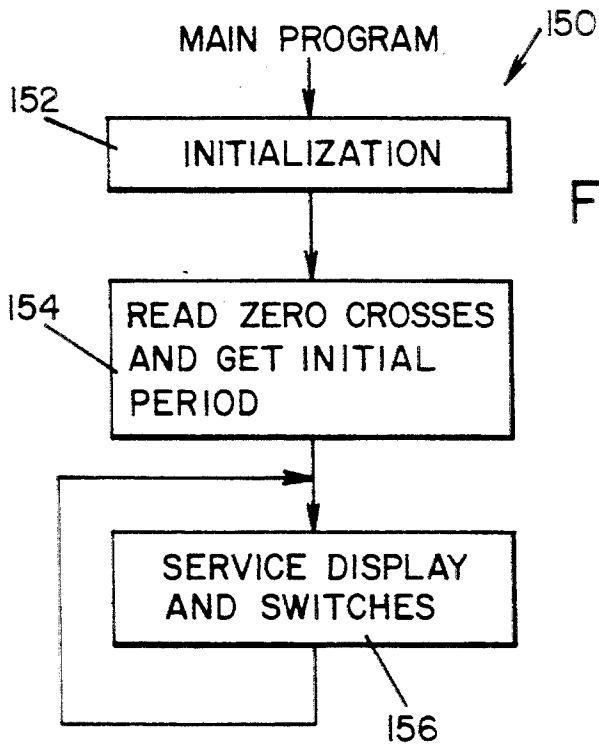 MAIN PROGRAM
150
152
INITIALIZATION
F
154
READ ZERO CROSSES
AND GET INITIAL
PERIOD
SERVICE DISPLAY
AND SWITCHES
156